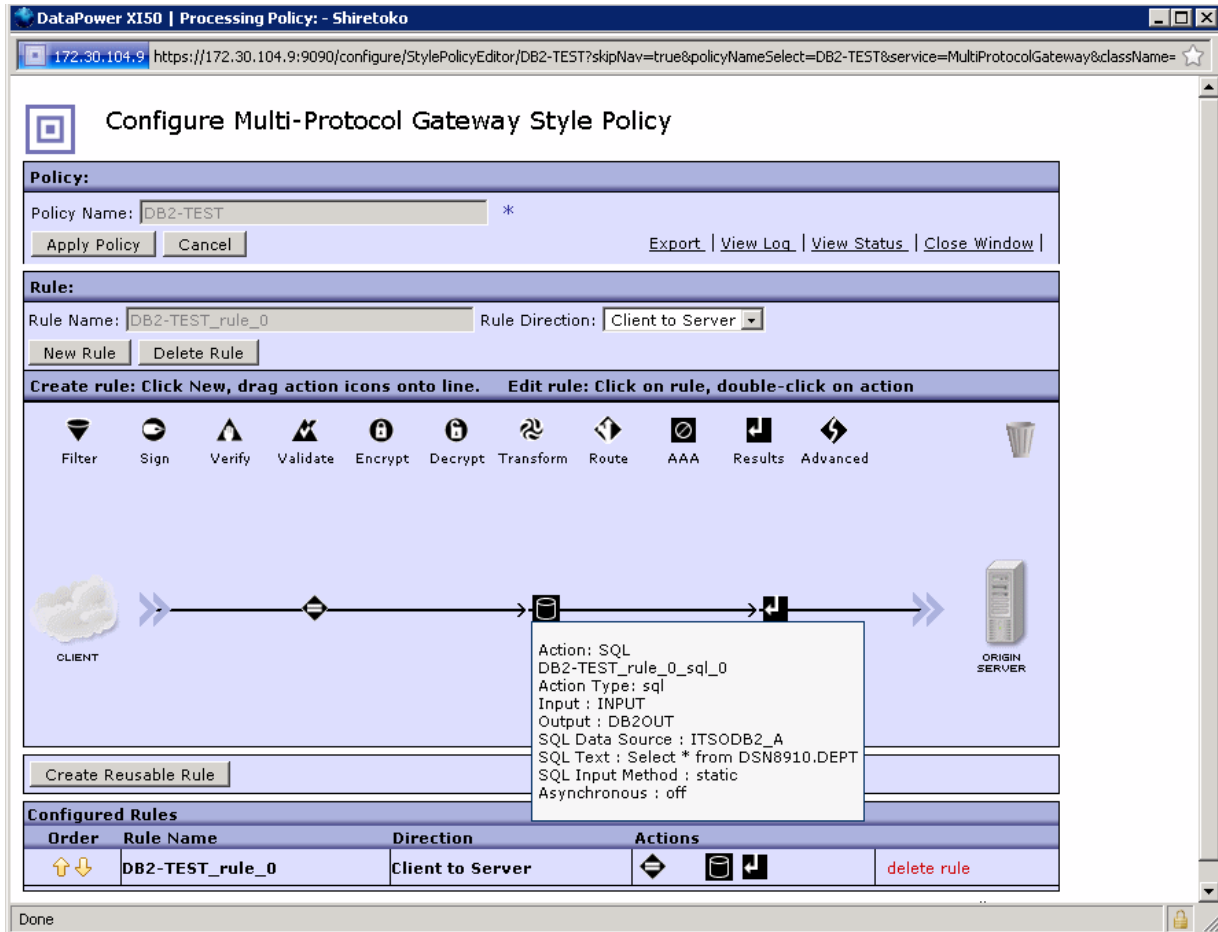 DataPower XI50 | Processing Policy: - Shiretoko
172.30.104.9 https://172.30.104.9:9090/configure/StylePolicyEditor/DB2-TEST?skipNav=true&policyNameSelect=DB2-TEST&service=MultiProtocolGateway&className=
Configure Multi-Protocol Gateway Style Policy
Policy:
Policy Name: DB2-TEST *
Apply Policy Cancel Export | View Log | View Status | Close Window |
Rule:
Rule Name: DB2-TEST_rule_0 Rule Direction: Client to Server
New Rule Delete Rule
Create rule: Click New, drag action icons onto line. Edit rule: Click on rule, double-click on action
Filter Sign Verify Validate Encrypt Decrypt Transform Route AAA Results Advanced
CLIENT
ORIGIN
SERVER
Action: SQL
DB2-TEST_rule_0_sql_0
Action Type: sql
Input : INPUT
Output : DB2OUT
SQL Data Source : ITSODB2_A
SQL Text : Select * from DSN8910.DEPT
SQL Input Method : static
Asynchronous : off
Create Reusable Rule
Configured Rules
Order Rule Name Direction Actions
DB2-TEST_rule_0 Client to Server delete rule
Done